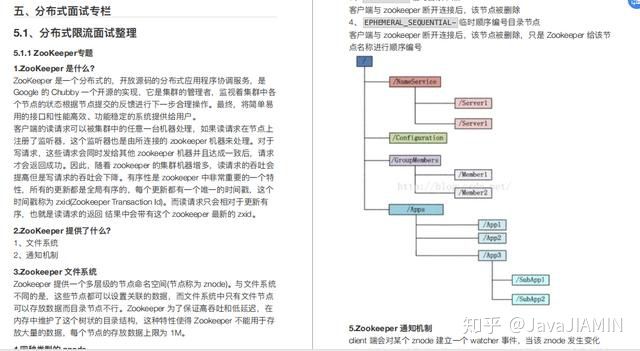 五、分布式面试专栏
5.1、分布式限流面试整理
5.1.1 ZooKeeper专题
1.ZooKeeper 是什么?
ZooKeeper 是一个分布式的，开放源码的分布式应用程序协调服务，是
Google 的 Chubby 一个开源的实现，它是集群的管理者，监视着集群中各
个节点的状态根据节点提交的反馈进行下一步合理操作。最终，将简单易
用的接口和性能高效、功能稳定的系统提供给用户。
客户端的读请求可以被集群中的任意一台机器处理，如果读请求在节点上
注册了监听器，这个监听器也是由所连接的 zookeeper 机器来处理。对于
写请求，这些请求会同时发给其他 zookeeper 机器并且达成一致后，请求
才会返回成功。因此，随着 zookeeper 的集群机器增多，读请求的吞吐会
提高但是写请求的吞吐会下降。有序性是 zookeeper 中非常重要的一个特
性，所有的更新都是全局有序的，每个更新都有一个唯一的时间戳，这个
时间戳称为 zxid(Zookeeper Transaction Id)。而读请求只会相对于更新有
序，也就是读请求的返回 结果中会带有这个 zookeeper 最新的 zxid。
2.ZooKeeper 提供了什么?
1、文件系统
2、通知机制
3.Zookeeper 文件系统
Zookeeper 提供一个多层级的节点命名空间(节点称为 znode)。与文件系统
不同的是，这些节点都可以设置关联的数据，而文件系统中只有文件节点
可以存放数据而目录节点不行。Zookeeper 为了保证高吞吐和低延迟，在
内存中维护了这个树状的目录结构，这种特性使得 Zookeeper 不能用于存
放大量的数据，每个节点的存放数据上限为 1M。
客户端与 zookeeper 断开连接后，该节点被删除
4、 EPHEMERAL_SEQUENTIAL- 临时顺序编号目录节点
客户端与 zookeeper 断开连接后，该节点被删除，只是 Zookeeper 给该节
点名称进行顺序编号
/
/NameService
/Server1
/Server1
/Configuration
/GroupMembers
/Member1
/Member2
/Apps
/App1
/App2
/App3
/SubApp1
/SubApp2
5.Zookeeper 通知机制
client 端会对某个 znode 建立一个 watcher 事件，当该 znode 发生变化
知乎 @JavaJIAMIN